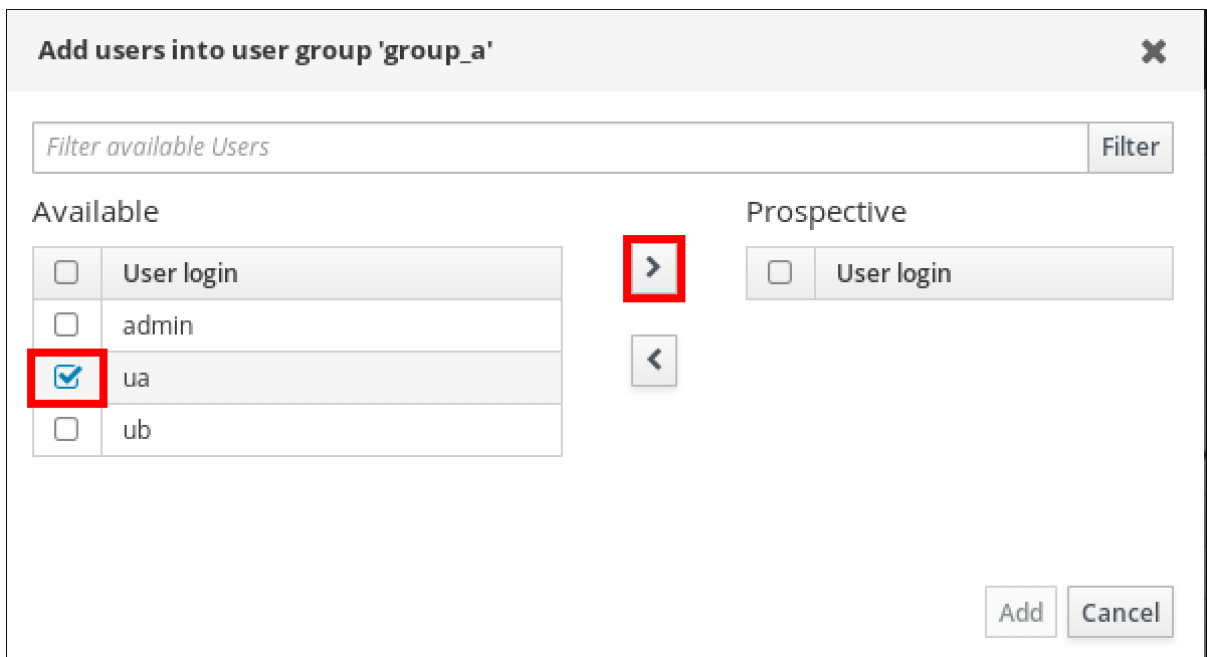 Add users into user group 'group_a'
Filter available Users
Filter
Available
Prospective
User login
User login
admin
ua
ub
Add
Cancel